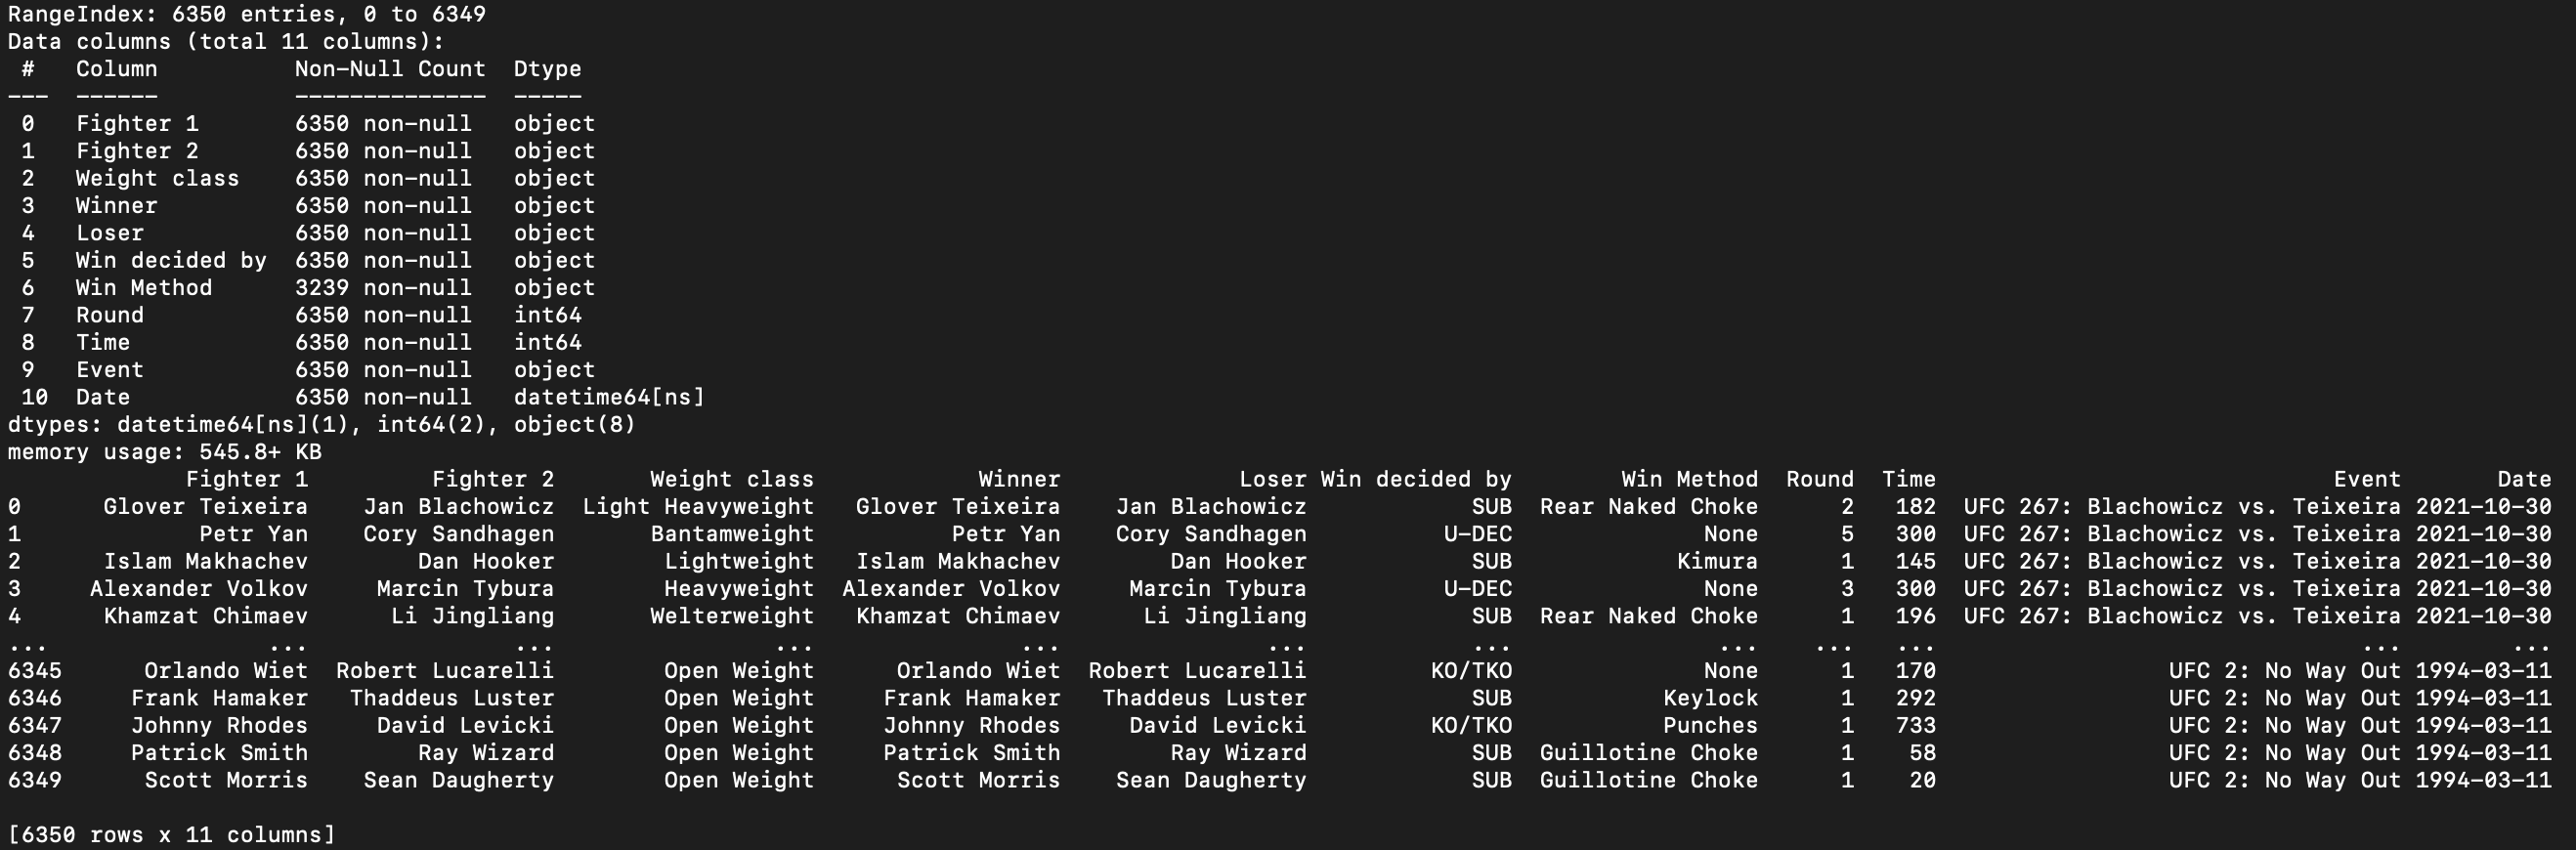 RangeIndex: 6350 entries, 0 to 6349
Data columns (total 11 columns):
 #   Column          Non-Null Count  Dtype
---  ------          --------------  -----
 0   Fighter 1       6350 non-null   object
 1   Fighter 2       6350 non-null   object
 2   Weight class    6350 non-null   object
 3   Winner          6350 non-null   object
 4   Loser           6350 non-null   object
 5   Win decided by  6350 non-null   object
 6   Win Method      3239 non-null   object
 7   Round           6350 non-null   int64
 8   Time            6350 non-null   int64
 9   Event           6350 non-null   object
 10  Date            6350 non-null   datetime64[ns]
dtypes: datetime64[ns](1), int64(2), object(8)
memory usage: 545.8+ KB
Fighter 1 Fighter 2 Weight class Winner Loser Win decided by Win Method Round Time Event Date
0 Glover Teixeira Jan Blachowicz Light Heavyweight Glover Teixeira Jan Blachowicz SUB Rear Naked Choke 2 182 UFC 267: Blachowicz vs. Teixeira 2021-10-30
1 Petr Yan Cory Sandhagen Bantamweight Petr Yan Cory Sandhagen U-DEC None 5 300 UFC 267: Blachowicz vs. Teixeira 2021-10-30
2 Islam Makhachev Dan Hooker Lightweight Islam Makhachev Dan Hooker SUB Kimura 1 145 UFC 267: Blachowicz vs. Teixeira 2021-10-30
3 Alexander Volkov Marcin Tybura Heavyweight Alexander Volkov Marcin Tybura U-DEC None 3 300 UFC 267: Blachowicz vs. Teixeira 2021-10-30
4 Khamzat Chimaev Li Jingliang Welterweight Khamzat Chimaev Li Jingliang SUB Rear Naked Choke 1 196 UFC 267: Blachowicz vs. Teixeira 2021-10-30
... ... ... ... ... ... ... ... ... ... ... ...
6345 Orlando Wiet Robert Lucarelli Open Weight Orlando Wiet Robert Lucarelli KO/TKO None 1 170 UFC 2: No Way Out 1994-03-11
6346 Frank Hamaker Thaddeus Luster Open Weight Frank Hamaker Thaddeus Luster SUB Keylock 1 292 UFC 2: No Way Out 1994-03-11
6347 Johnny Rhodes David Levicki Open Weight Johnny Rhodes David Levicki KO/TKO Punches 1 733 UFC 2: No Way Out 1994-03-11
6348 Patrick Smith Ray Wizard Open Weight Patrick Smith Ray Wizard SUB Guillotine Choke 1 58 UFC 2: No Way Out 1994-03-11
6349 Scott Morris Sean Daugherty Open Weight Scott Morris Sean Daugherty SUB Guillotine Choke 1 20 UFC 2: No Way Out 1994-03-11
[6350 rows x 11 columns]